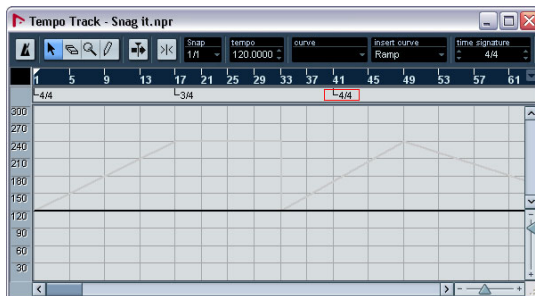 Tempo Track - Snag it.npr
Snap tempo curve insert curve time signature
1/1 120.0000 Ramp 4/4
1 5 9 13 17 21 25 29 33 37 41 45 49 53 57 61
4/4 3/4 4/4
300
270
240
210
180
150
120
90
60
30